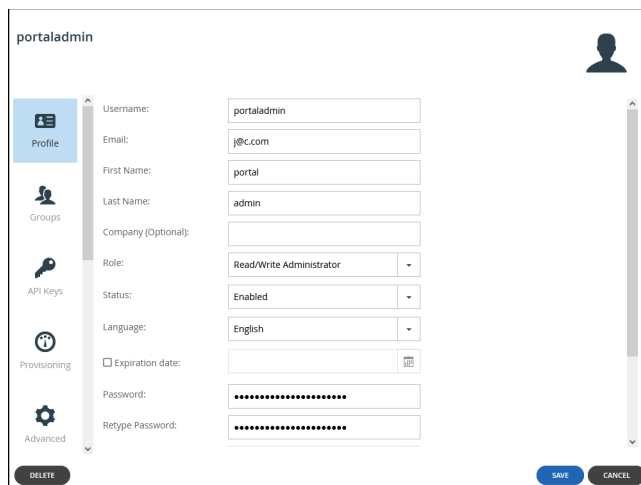 portaladmin
Profile
Groups
API Keys
Provisioning
Advanced
Username: portaladmin
Email: j@c.com
First Name: portal
Last Name: admin
Company (Optional):
Role: Read/Write Administrator
Status: Enabled
Language: English
Expiration date:
Password: ••••••••••••••••••••••
Retype Password: ••••••••••••••••••••••
DELETE
SAVE
CANCEL